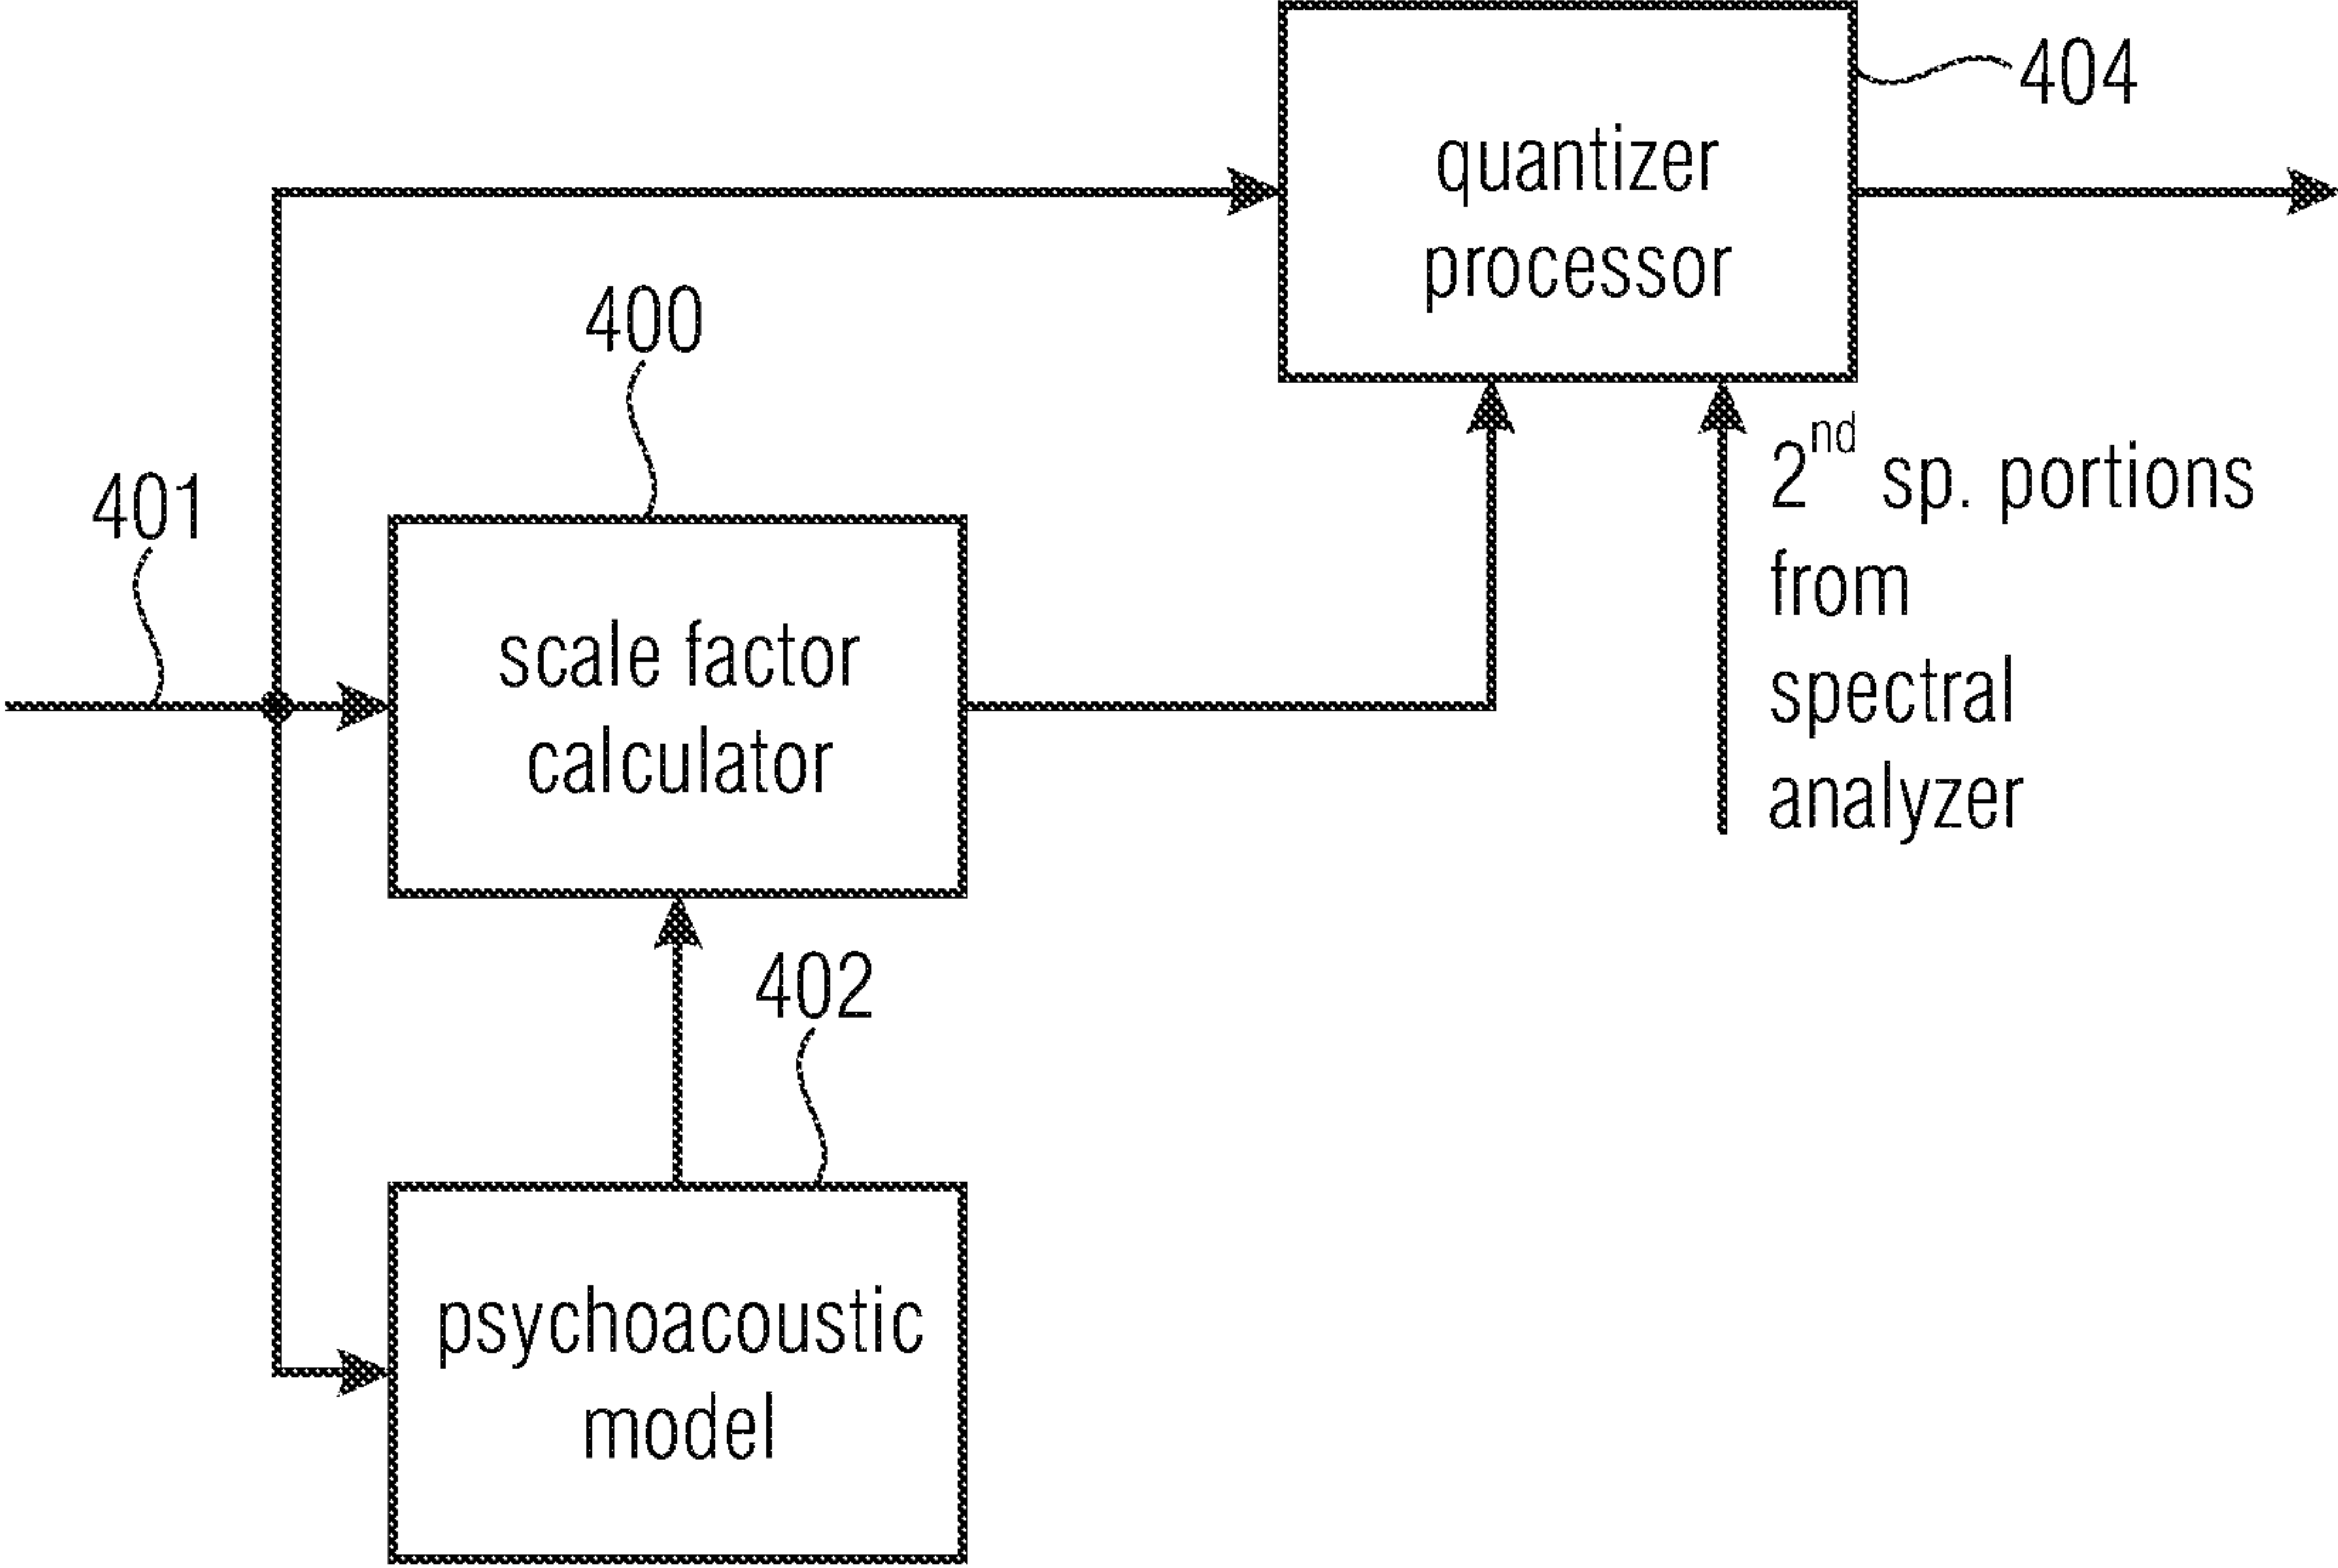 404
quantizer
processor
400
401
2nd sp. portions
from
spectral
analyzer
scale factor
calculator
402
psychoacoustic
model